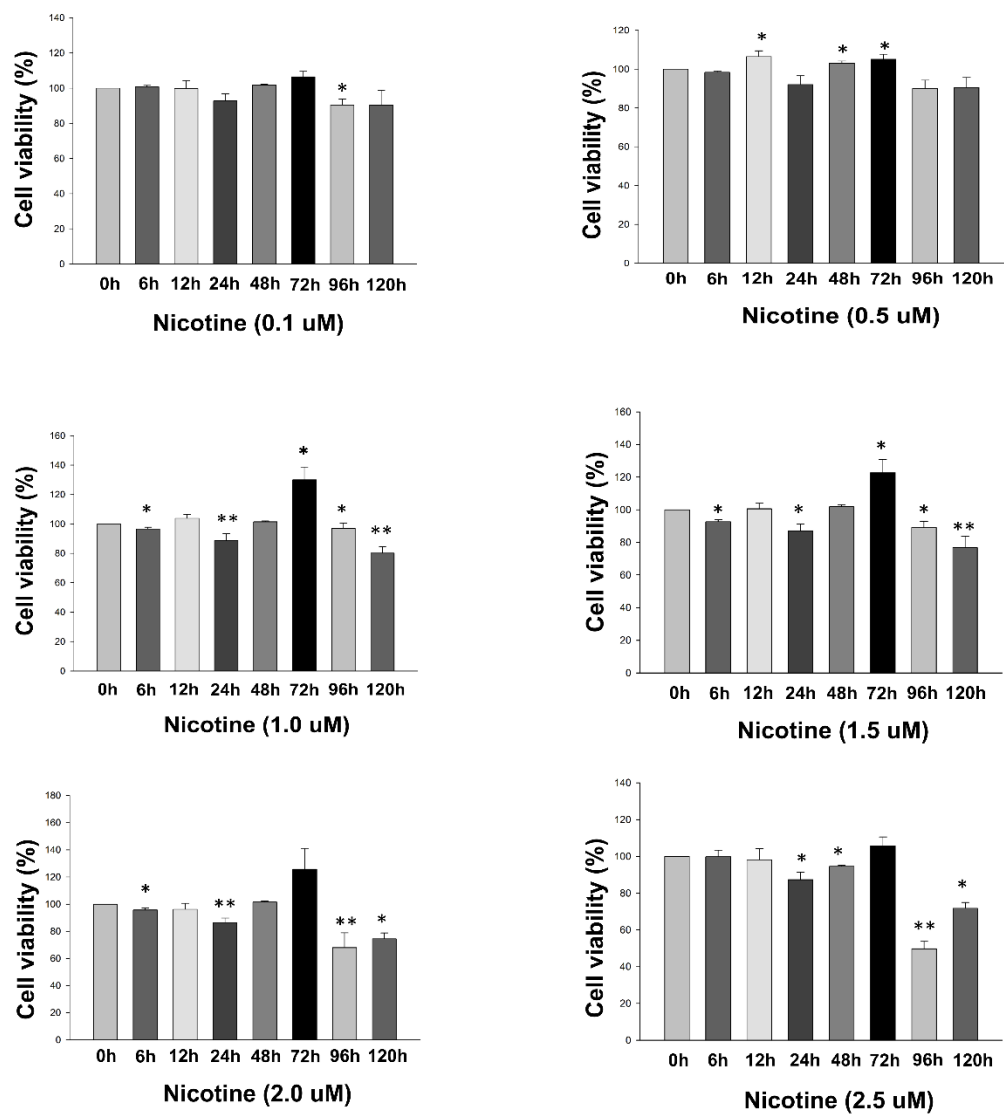 Cell viability (%)
140
120
100
80
60
40
20
0
*
0h 6h 12h 24h 48h 72h 96h 120h
Nicotine (0.1 uM)
Cell viability (%)
120
100
80
60
40
20
0
* * *
0h 6h 12h 24h 48h 72h 96h 120h
Nicotine (0.5 uM)
Cell viability (%)
160
140
120
100
80
60
40
20
0
* ** * * **
0h 6h 12h 24h 48h 72h 96h 120h
Nicotine (1.0 uM)
Cell viability (%)
160
140
120
100
80
60
40
20
0
* * * * **
0h 6h 12h 24h 48h 72h 96h 120h
Nicotine (1.5 uM)
Cell viability (%)
180
160
140
120
100
80
60
40
20
0
* ** ** *
0h 6h 12h 24h 48h 72h 96h 120h
Nicotine (2.0 uM)
Cell viability (%)
140
120
100
80
60
40
20
0
* * ** *
0h 6h 12h 24h 48h 72h 96h 120h
Nicotine (2.5 uM)